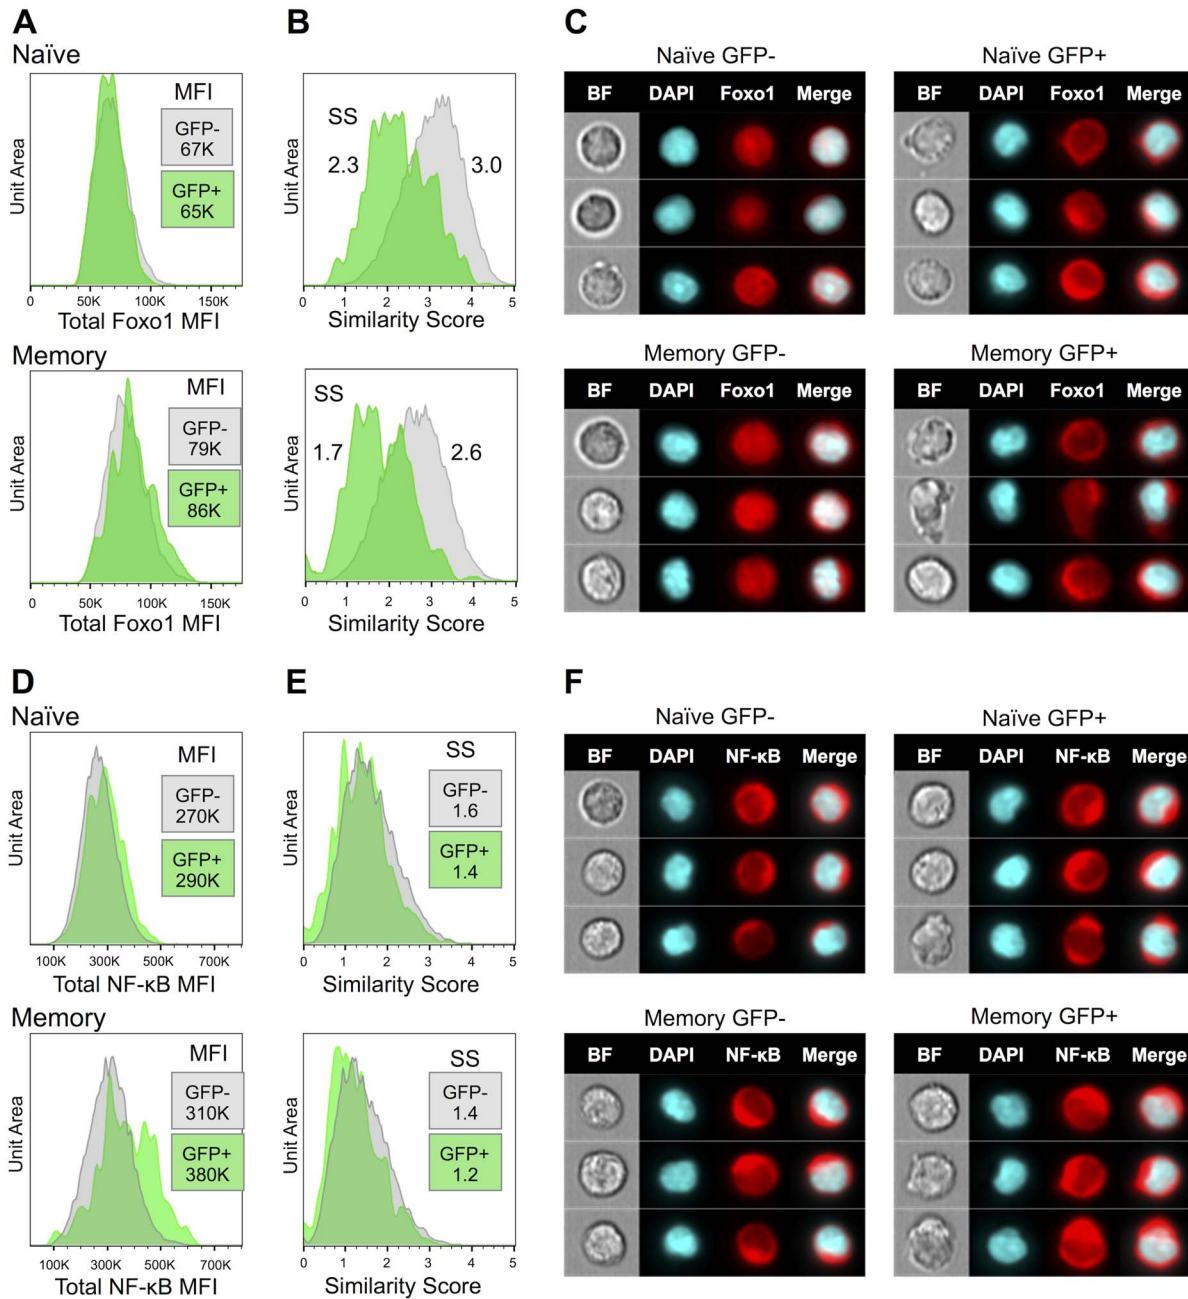 A
Naïve
Unit Area
MFI
GFP-
67K
GFP+
65K
0 50K 100K 150K
Total Foxo1 MFI
Memory
Unit Area
MFI
GFP-
79K
GFP+
86K
0 50K 100K 150K
Total Foxo1 MFI
B
Unit Area
SS
2.3 3.0
0 1 2 3 4 5
Similarity Score
Unit Area
SS
1.7 2.6
0 1 2 3 4 5
Similarity Score
C
Naïve GFP-
BF DAPI Foxo1 Merge
Naïve GFP+
BF DAPI Foxo1 Merge
Memory GFP-
BF DAPI Foxo1 Merge
Memory GFP+
BF DAPI Foxo1 Merge
D
Naïve
Unit Area
MFI
GFP-
270K
GFP+
290K
100K 300K 500K 700K
Total NF-κB MFI
Memory
Unit Area
MFI
GFP-
310K
GFP+
380K
100K 300K 500K 700K
Total NF-κB MFI
E
Unit Area
SS
GFP-
1.6
GFP+
1.4
0 1 2 3 4 5
Similarity Score
Unit Area
SS
GFP-
1.4
GFP+
1.2
0 1 2 3 4 5
Similarity Score
F
Naïve GFP-
BF DAPI NF-κB Merge
Naïve GFP+
BF DAPI NF-κB Merge
Memory GFP-
BF DAPI NF-κB Merge
Memory GFP+
BF DAPI NF-κB Merge